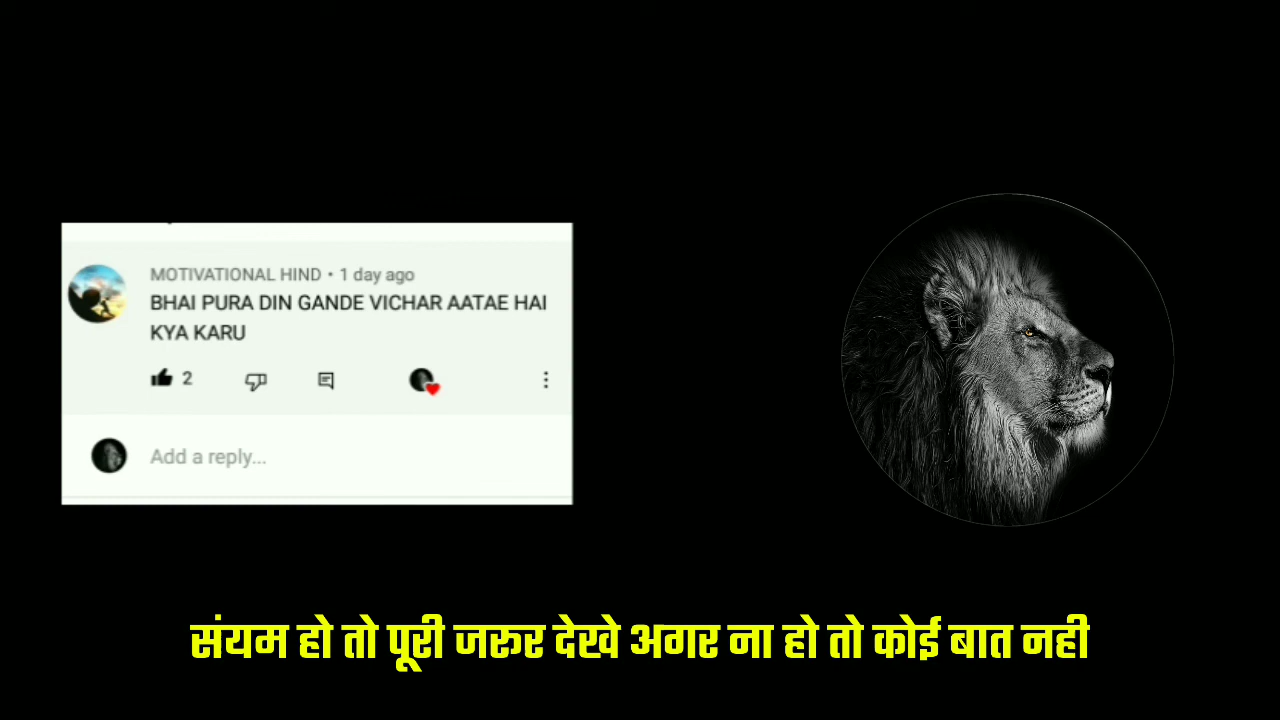 MOTIVATIONAL HIND • 1 day ago
BHAI PURA DIN GANDE VICHAR AATAE HAI
KYA KARU
2
Add a reply...
संयम हो तो पूरी जरूर देखे अगर ना हो तो कोई बात नही